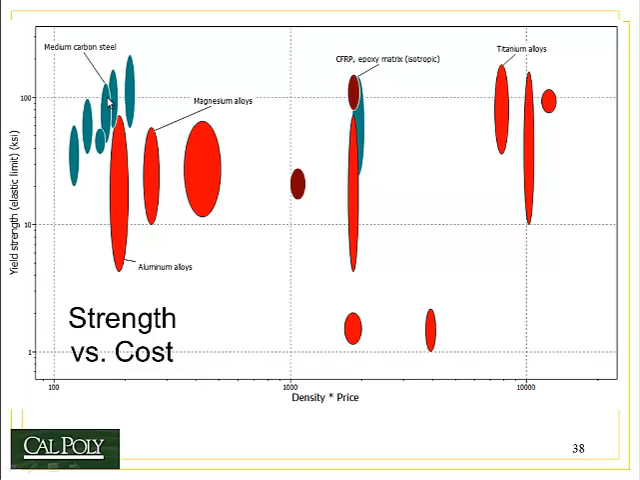 Medium carbon steel
CFRP, epoxy matrix (isotropic)
Titanium alloys
Magnesium alloys
Aluminum alloys
Yield strength (elastic limit) (ksi)
100
10
1
Strength
vs. Cost
100
1000
10000
Density * Price
CAL POLY
38